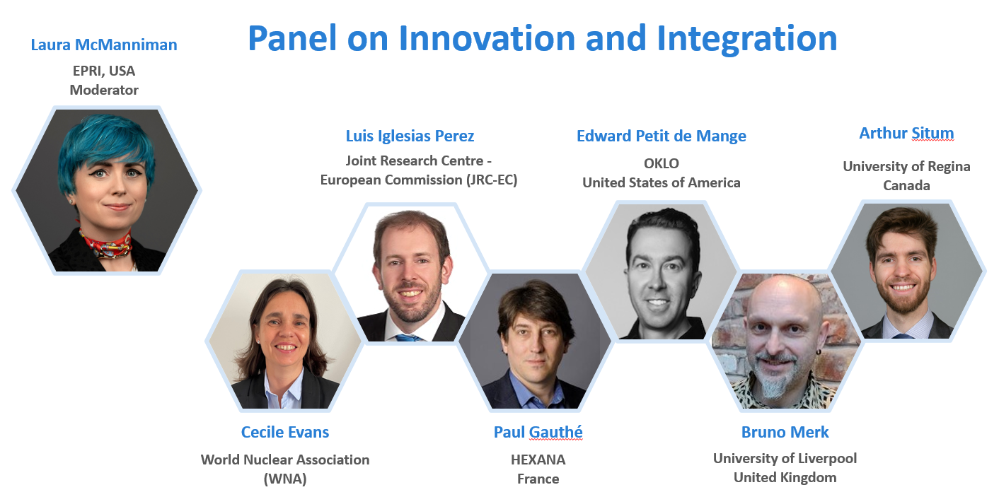 Panel on Innovation and Integration
Laura McManniman
EPRI, USA
Moderator
Luis Iglesias Perez
Joint Research Centre -
European Commission (JRC-EC)
Edward Petit de Mange
OKLO
United States of America
Arthur Situm
University of Regina
Canada
Cecile Evans
World Nuclear Association
(WNA)
Paul Gauthé
HEXANA
France
Bruno Merk
University of Liverpool
United Kingdom